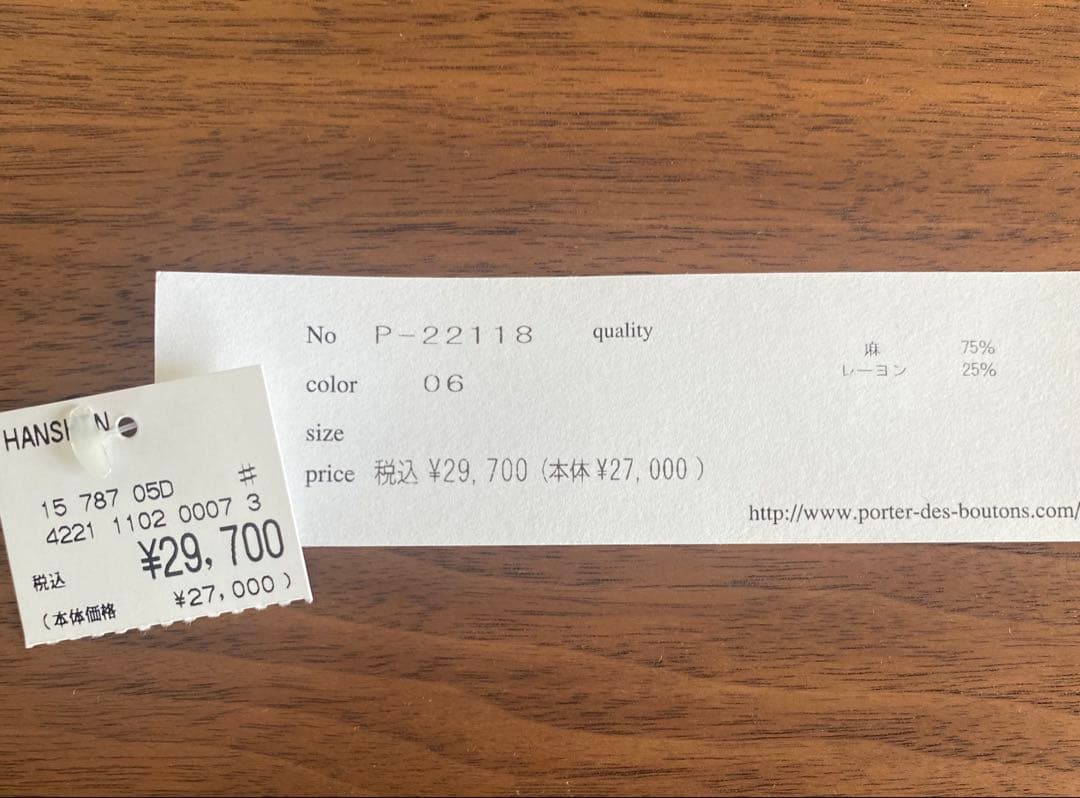 No P-22118 quality
麻 75%
レーヨン 25%
color 06
size
price 税込 ¥29,700 (本体 ¥27,000 )
http://www.porter-des-boutons.com/
15 787 05D #
4221 1102 0007 3
税込 ¥29,700
(本体価格 ¥27,000 )